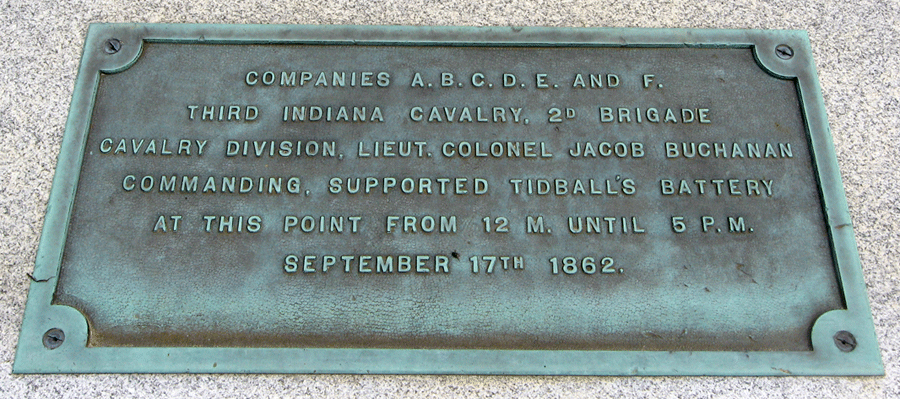 COMPANIES A. B. C. D. E. AND F.
THIRD INDIANA CAVALRY, 2D BRIGADE
CAVALRY DIVISION, LIEUT. COLONEL JACOB BUCHANAN
COMMANDING, SUPPORTED TIDBALL'S BATTERY
AT THIS POINT FROM 12 M. UNTIL 5 P.M.
SEPTEMBER 17TH 1862.